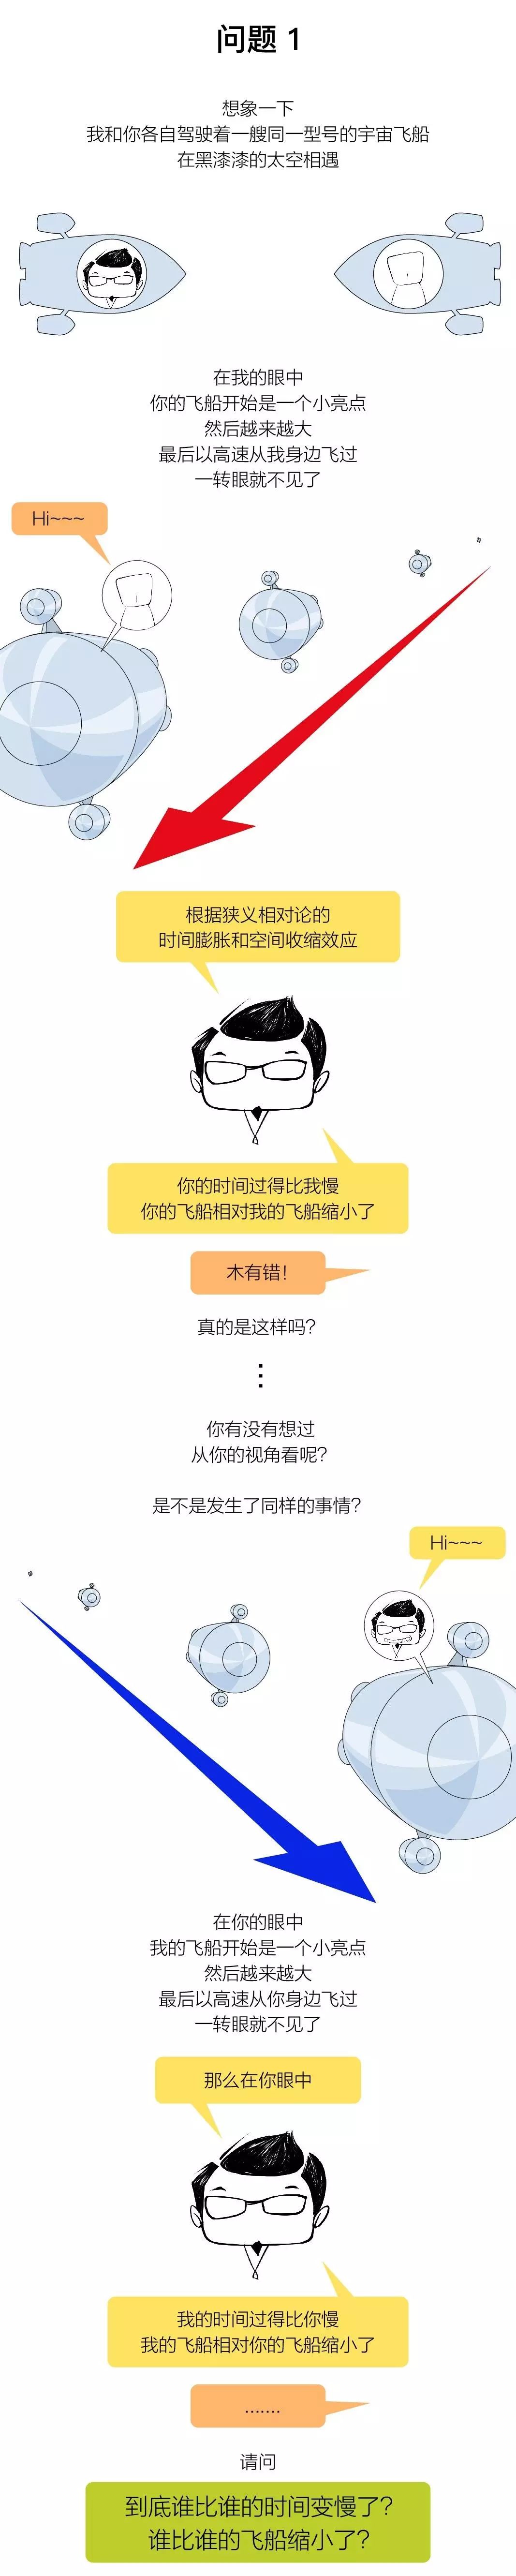 问题 1
想象一下
我和你各自驾驶着一艘同一型号的宇宙飞船
在黑漆漆的太空相遇
在我的眼中
你的飞船开始是一个小亮点
然后越来越大
最后以高速从我身边飞过
一转眼就不见了
Hi~~~
根据狭义相对论的
时间膨胀和空间收缩效应
你的时间过得比我慢
你的飞船相对我的飞船缩小了
木有错!
真的是这样吗?
你有没有想过
从你的视角看呢?
是不是发生了同样的事情?
Hi~~~
在你的眼中
我的飞船开始是一个小亮点
然后越来越大
最后以高速从你身边飞过
一转眼就不见了
那么在你眼中
我的时间过得比你慢
我的飞船相对你的飞船缩小了
.......
请问
到底谁比谁的时间变慢了?
谁比谁的飞船缩小了?